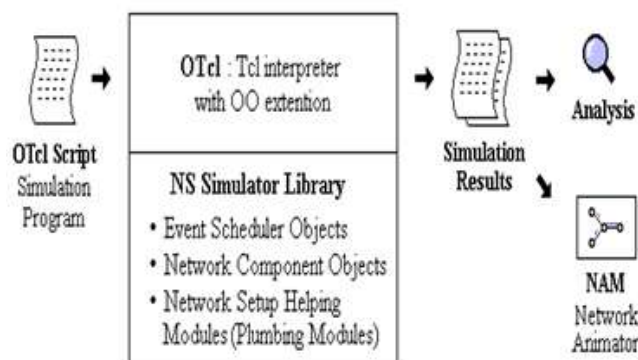 OTcl Script
Simulation
Program
OTcl : Tcl interpreter
with OO extention
NS Simulator Library
• Event Scheduler Objects
• Network Component Objects
• Network Setup Helping
Modules (Plumbing Modules)
Simulation
Results
Analysis
NAM
Network
Animator